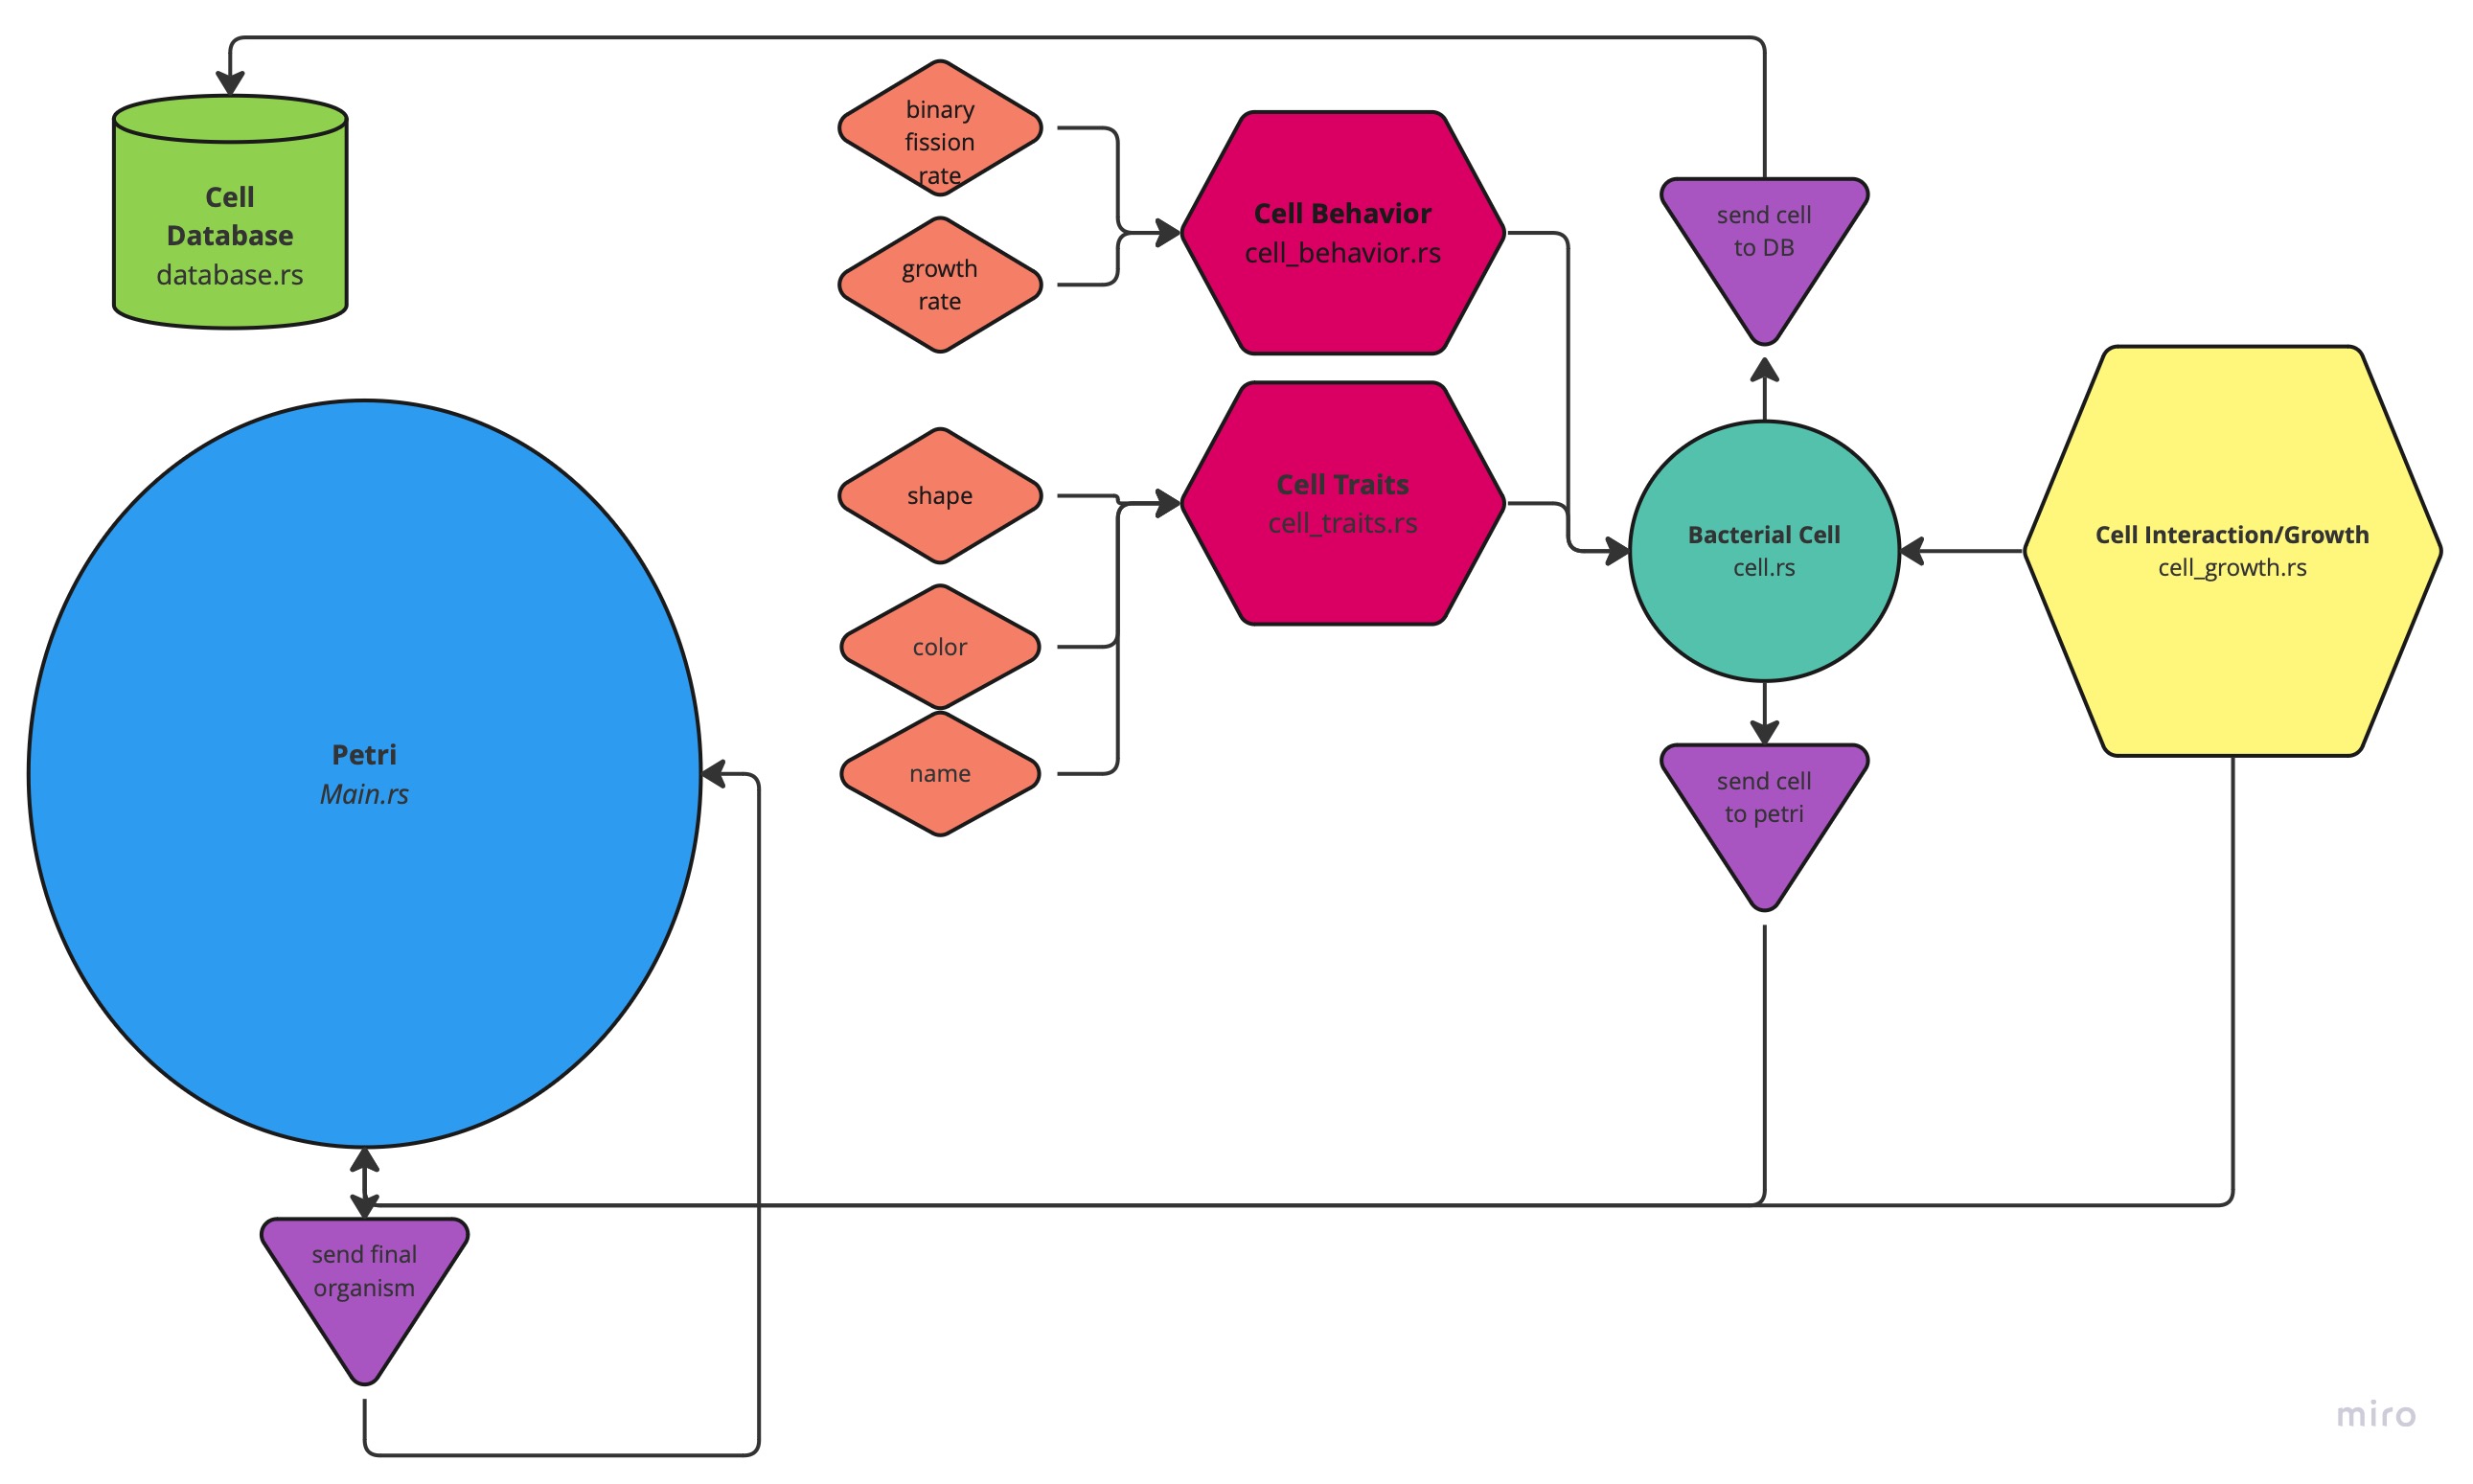 binary
fission
rate
growth
rate
Cell
Database
database.rs
Cell Behavior
cell_behavior.rs
send cell
to DB
shape
color
name
Cell Traits
cell_traits.rs
Bacterial Cell
cell.rs
Cell Interaction/Growth
cell_growth.rs
Petri
Main.rs
send cell
to petri
send final
organism
miro